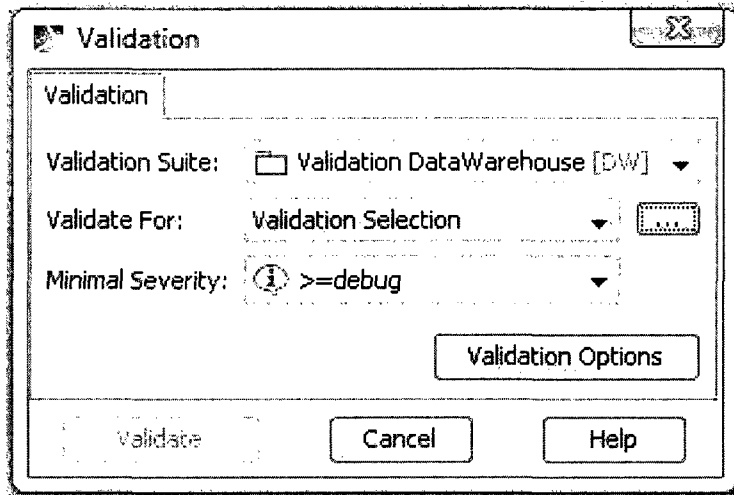 Validation
Validation
Validation Suite: Validation DataWarehouse [DW]
Validate For: Validation Selection ...
Minimal Severity: >=debug
Validation Options
Validate Cancel Help